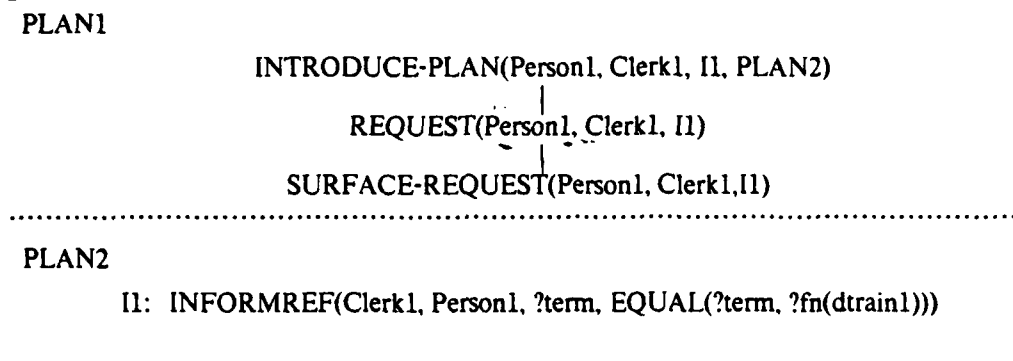 PLAN1
INTRODUCE-PLAN(Person1, Clerk1, I1, PLAN2)
REQUEST(Person1, Clerk1, I1)
SURFACE-REQUEST(Person1, Clerk1,I1)
PLAN2
I1: INFORMREF(Clerk1, Person1, ?term, EQUAL(?term, ?fn(dtrain1)))